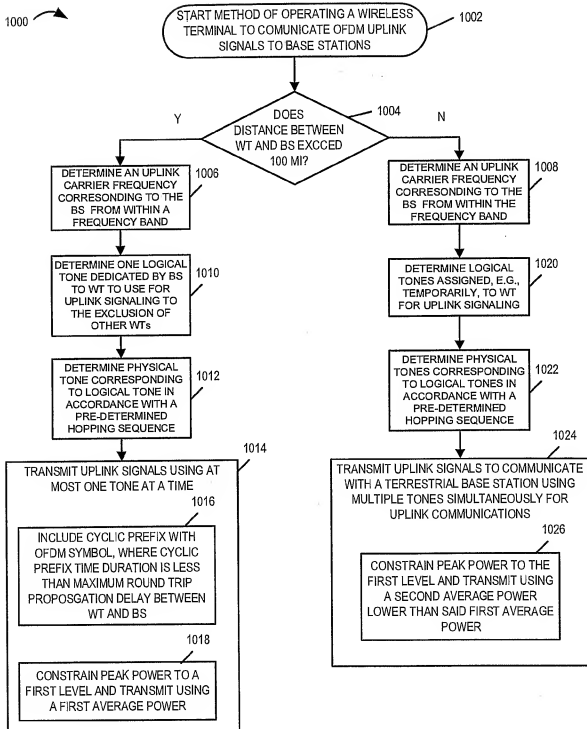 1000
START METHOD OF OPERATING A WIRELESS
TERMINAL TO COMUNICATE OFDM UPLINK
SIGNALS TO BASE STATIONS
1002
DOES
DISTANCE BETWEEN
WT AND BS EXCCED
100 MI?
1004
Y
N
DETERMINE AN UPLINK
CARRIER FREQUENCY
CORRESONDING TO THE
BS FROM WITHIN A
FREQUENCY BAND
1006
DETERMINE ONE LOGICAL
TONE DEDICATED BY BS
TO WT TO USE FOR
UPLINK SIGNALING TO
THE EXCLUSION OF
OTHER WTs
1010
DETERMINE PHYSICAL
TONE CORRESPONDING
TO LOGICAL TONE IN
ACCORDANCE WITH A
PRE-DETERMINED
HOPPING SEQUENCE
1012
1014
TRANSMIT UPLINK SIGNALS USING AT
MOST ONE TONE AT A TIME
1016
INCLUDE CYCLIC PREFIX WITH
OFDM SYMBOL, WHERE CYCLIC
PREFIX TIME DURATION IS LESS
THAN MAXIMUM ROUND TRIP
PROPOSGATION DELAY BETWEEN
WT AND BS
1018
CONSTRAIN PEAK POWER TO A
FIRST LEVEL AND TRANSMIT USING
A FIRST AVERAGE POWER
DETERMINE AN UPLINK
CARRIER FREQUENCY
CORRESONDING TO THE
BS FROM WITHIN THE
FREQUENCY BAND
1008
DETERMINE LOGICAL
TONES ASSIGNED, E.G.,
TEMPORARILY, TO WT
FOR UPLINK SIGNALING
1020
DETERMINE PHYSICAL
TONES CORRESPONDING
TO LOGICAL TONES IN
ACCORDANCE WITH A
PRE-DETERMINED
HOPPING SEQUENCE
1022
1024
TRANSMIT UPLINK SIGNALS TO COMMUNICATE
WITH A TERRESTRIAL BASE STATION USING
MULTIPLE TONES SIMULTANEOUSLY FOR
UPLINK COMMUNICATIONS
1026
CONSTRAIN PEAK POWER TO THE
FIRST LEVEL AND TRANSMIT USING
A SECOND AVERAGE POWER
LOWER THAN SAID FIRST AVERAGE
POWER